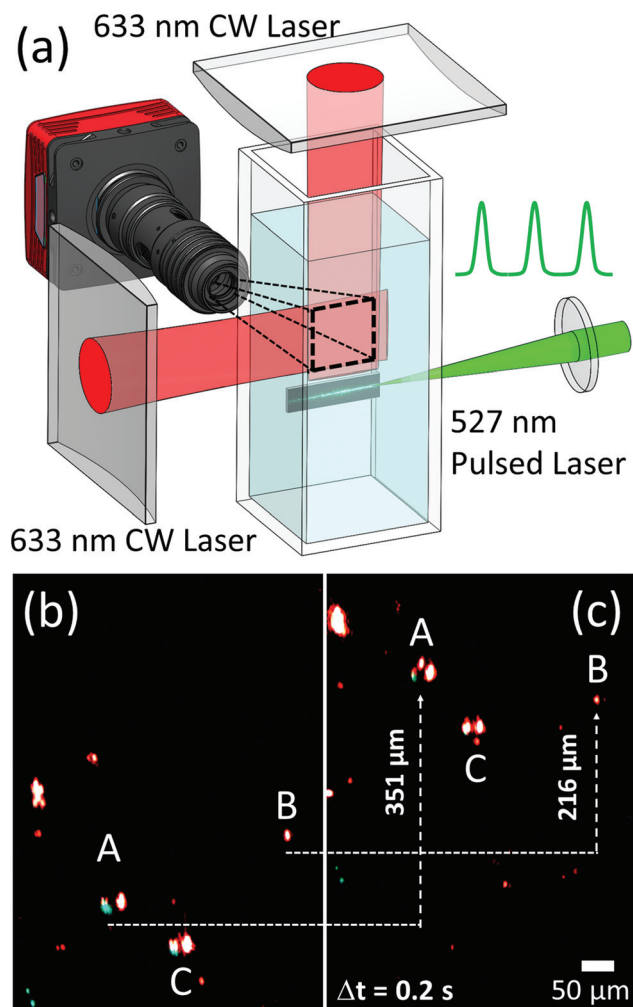 633 nm CW Laser
(a)
527 nm
Pulsed Laser
633 nm CW Laser
(b)
(c)
A
B
351 µm
216 µm
C
B
A
C
Δt = 0.2 s
50 µm